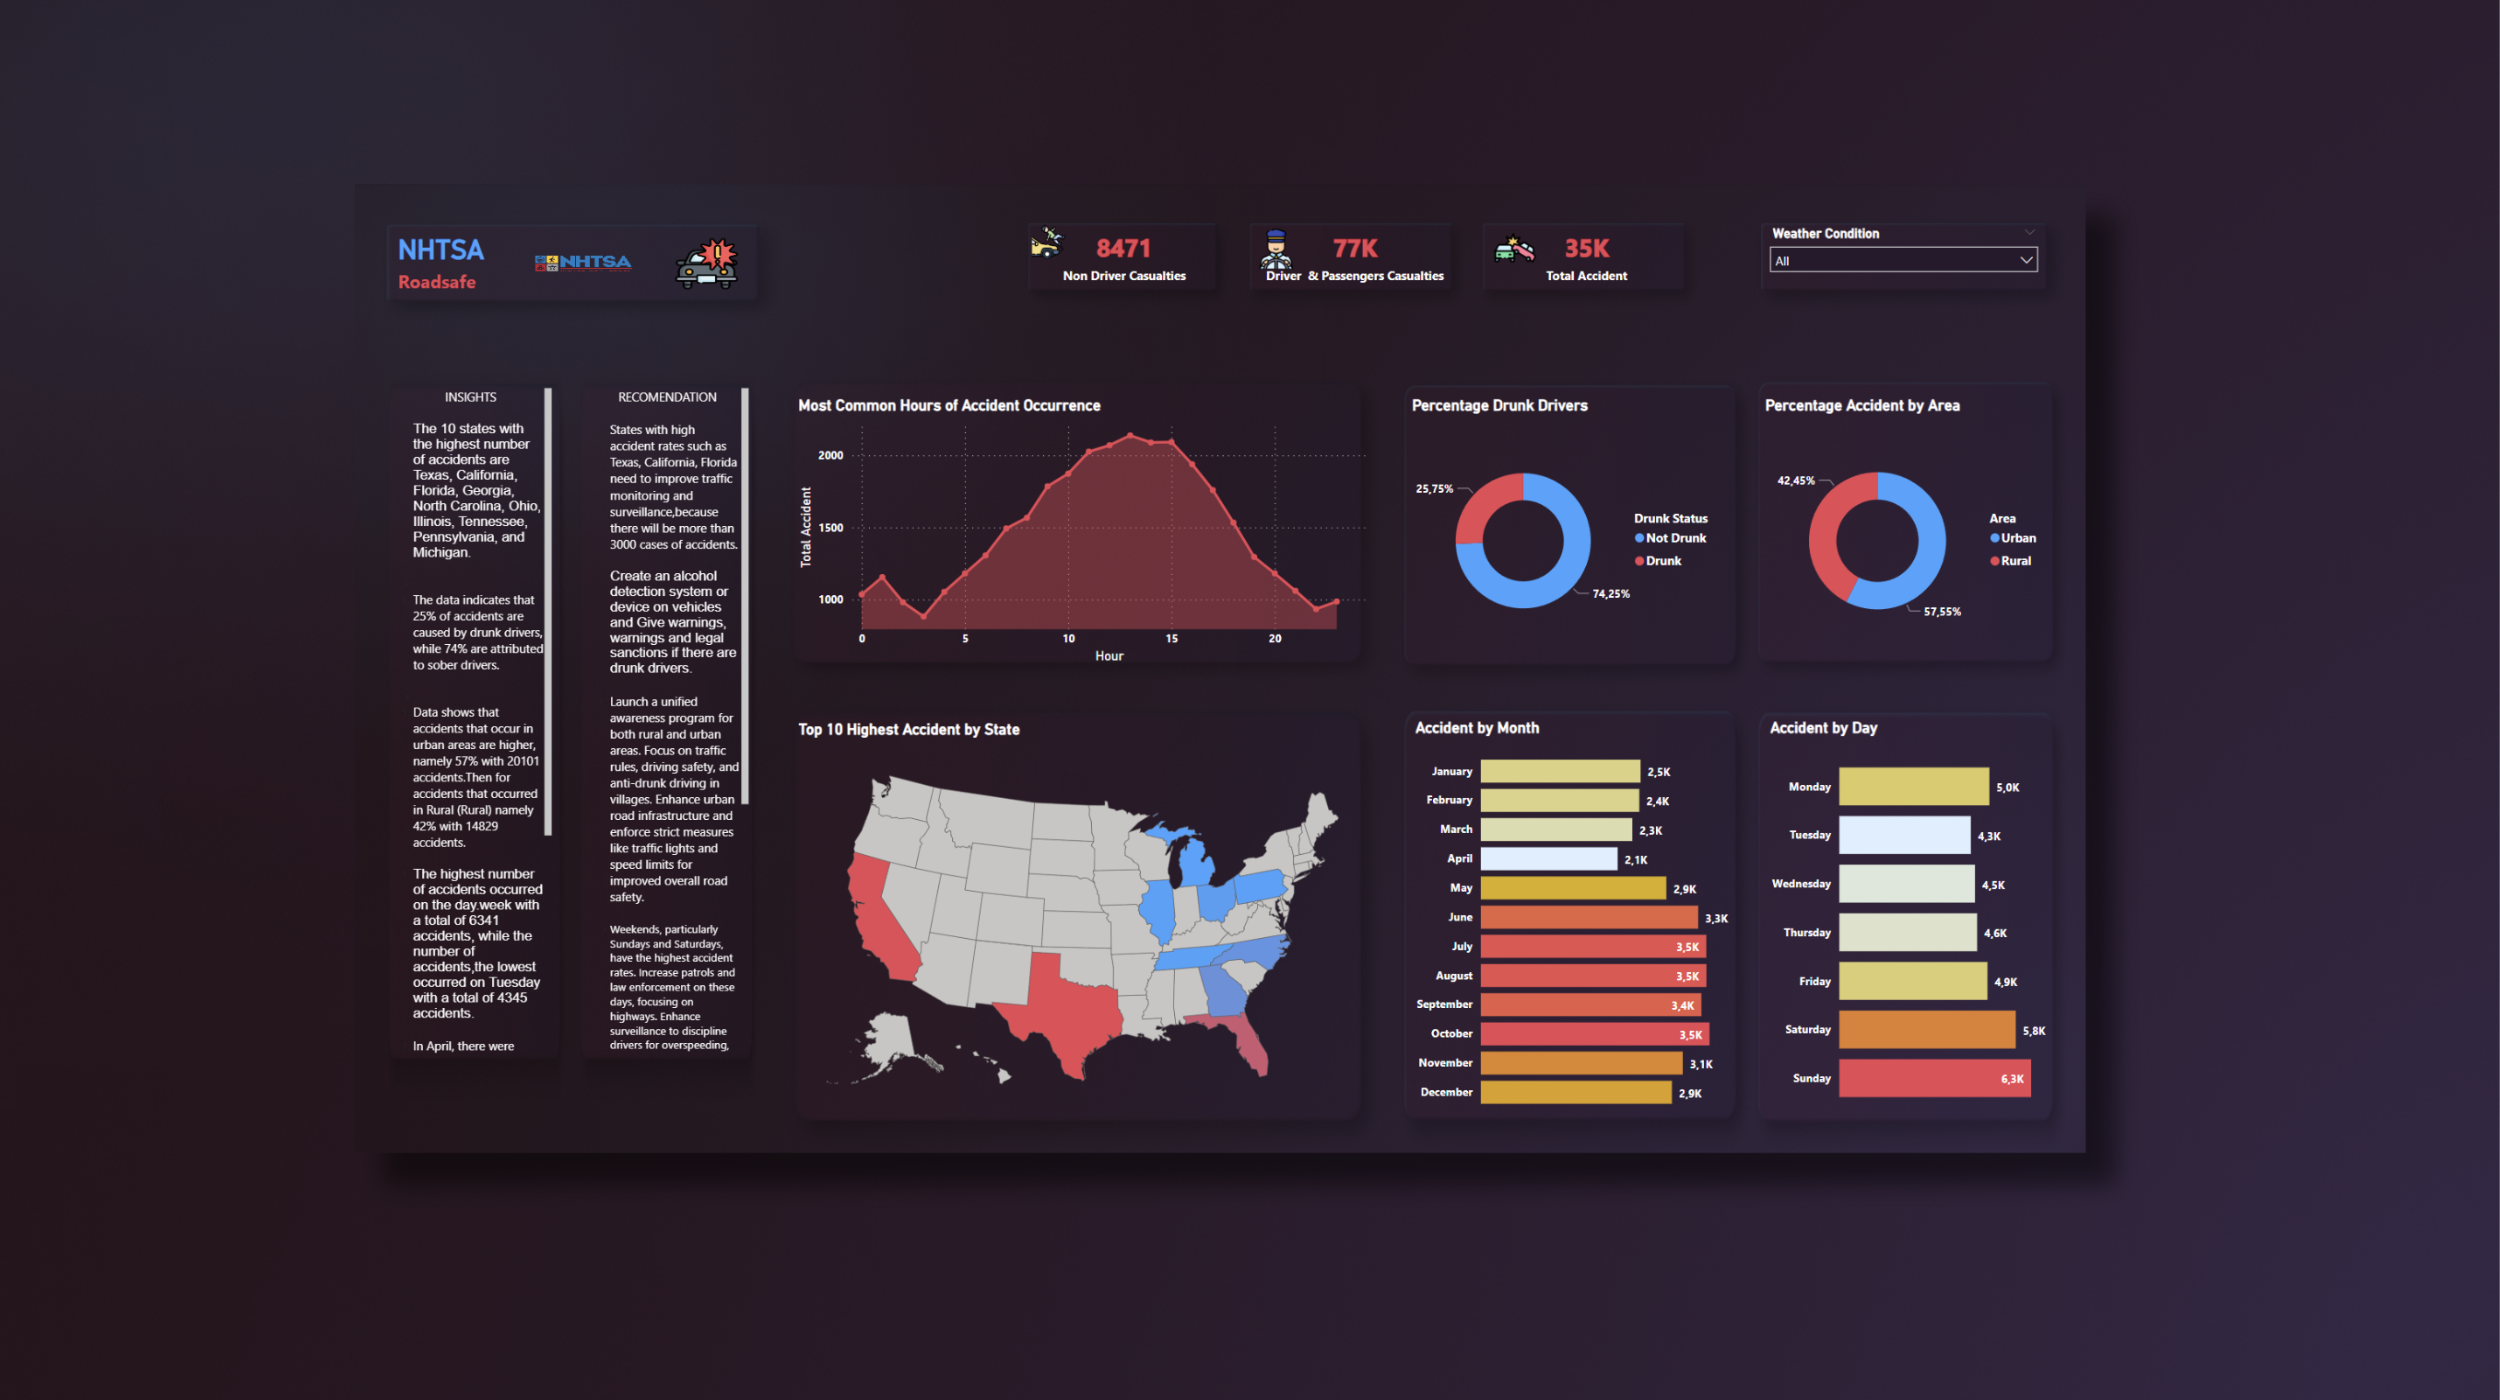 NHTSA
Roadsafe
NHTSA
8471
Non Driver Casualties
77K
Driver & Passengers Casualties
35K
Total Accident
Weather Condition
All
INSIGHTS
The 10 states with
the highest number
of accidents are
Texas, California,
Florida, Georgia,
North Carolina, Ohio,
Illinois, Tennessee,
Pennsylvania, and
Michigan.
The data indicates that
25% of accidents are
caused by drunk drivers,
while 74% are attributed
to sober drivers.
Data shows that
accidents that occur in
urban areas are higher,
namely 57% with 20101
accidents.Then for
accidents that occurred
in Rural (Rural) namely
42% with 14829
accidents.
The highest number
of accidents occurred
on the day.week with
a total of 6341
accidents, while the
number of
accidents,the lowest
occurred on Tuesday
with a total of 4345
accidents.
In April, there were
RECOMENDATION
States with high
accident rates such as
Texas, California, Florida
need to improve traffic
monitoring and
surveillance,because
there will be more than
3000 cases of accidents.
Create an alcohol
detection system or
device on vehicles
and Give warnings,
warnings and legal
sanctions if there are
drunk drivers.
Launch a unified
awareness program for
both rural and urban
areas. Focus on traffic
rules, driving safety, and
anti-drunk driving in
villages. Enhance urban
road infrastructure and
enforce strict measures
like traffic lights and
speed limits for
improved overall road
safety.
Weekends, particularly
Sundays and Saturdays,
have the highest accident
rates. Increase patrols and
law enforcement on these
days, focusing on
highways. Enhance
surveillance to discipline
drivers for overspeeding,
Most Common Hours of Accident Occurrence
Total Accident
2000
1500
1000
0 5 10 15 20
Hour
Percentage Drunk Drivers
25,75%
74,25%
Drunk Status
Not Drunk
Drunk
Percentage Accident by Area
42,45%
57,55%
Area
Urban
Rural
Top 10 Highest Accident by State
Accident by Month
January 2,5K
February 2,4K
March 2,3K
April 2,1K
May 2,9K
June 3,3K
July 3,5K
August 3,5K
September 3,4K
October 3,5K
November 3,1K
December 2,9K
Accident by Day
Monday 5,0K
Tuesday 4,3K
Wednesday 4,5K
Thursday 4,6K
Friday 4,9K
Saturday 5,8K
Sunday 6,3K